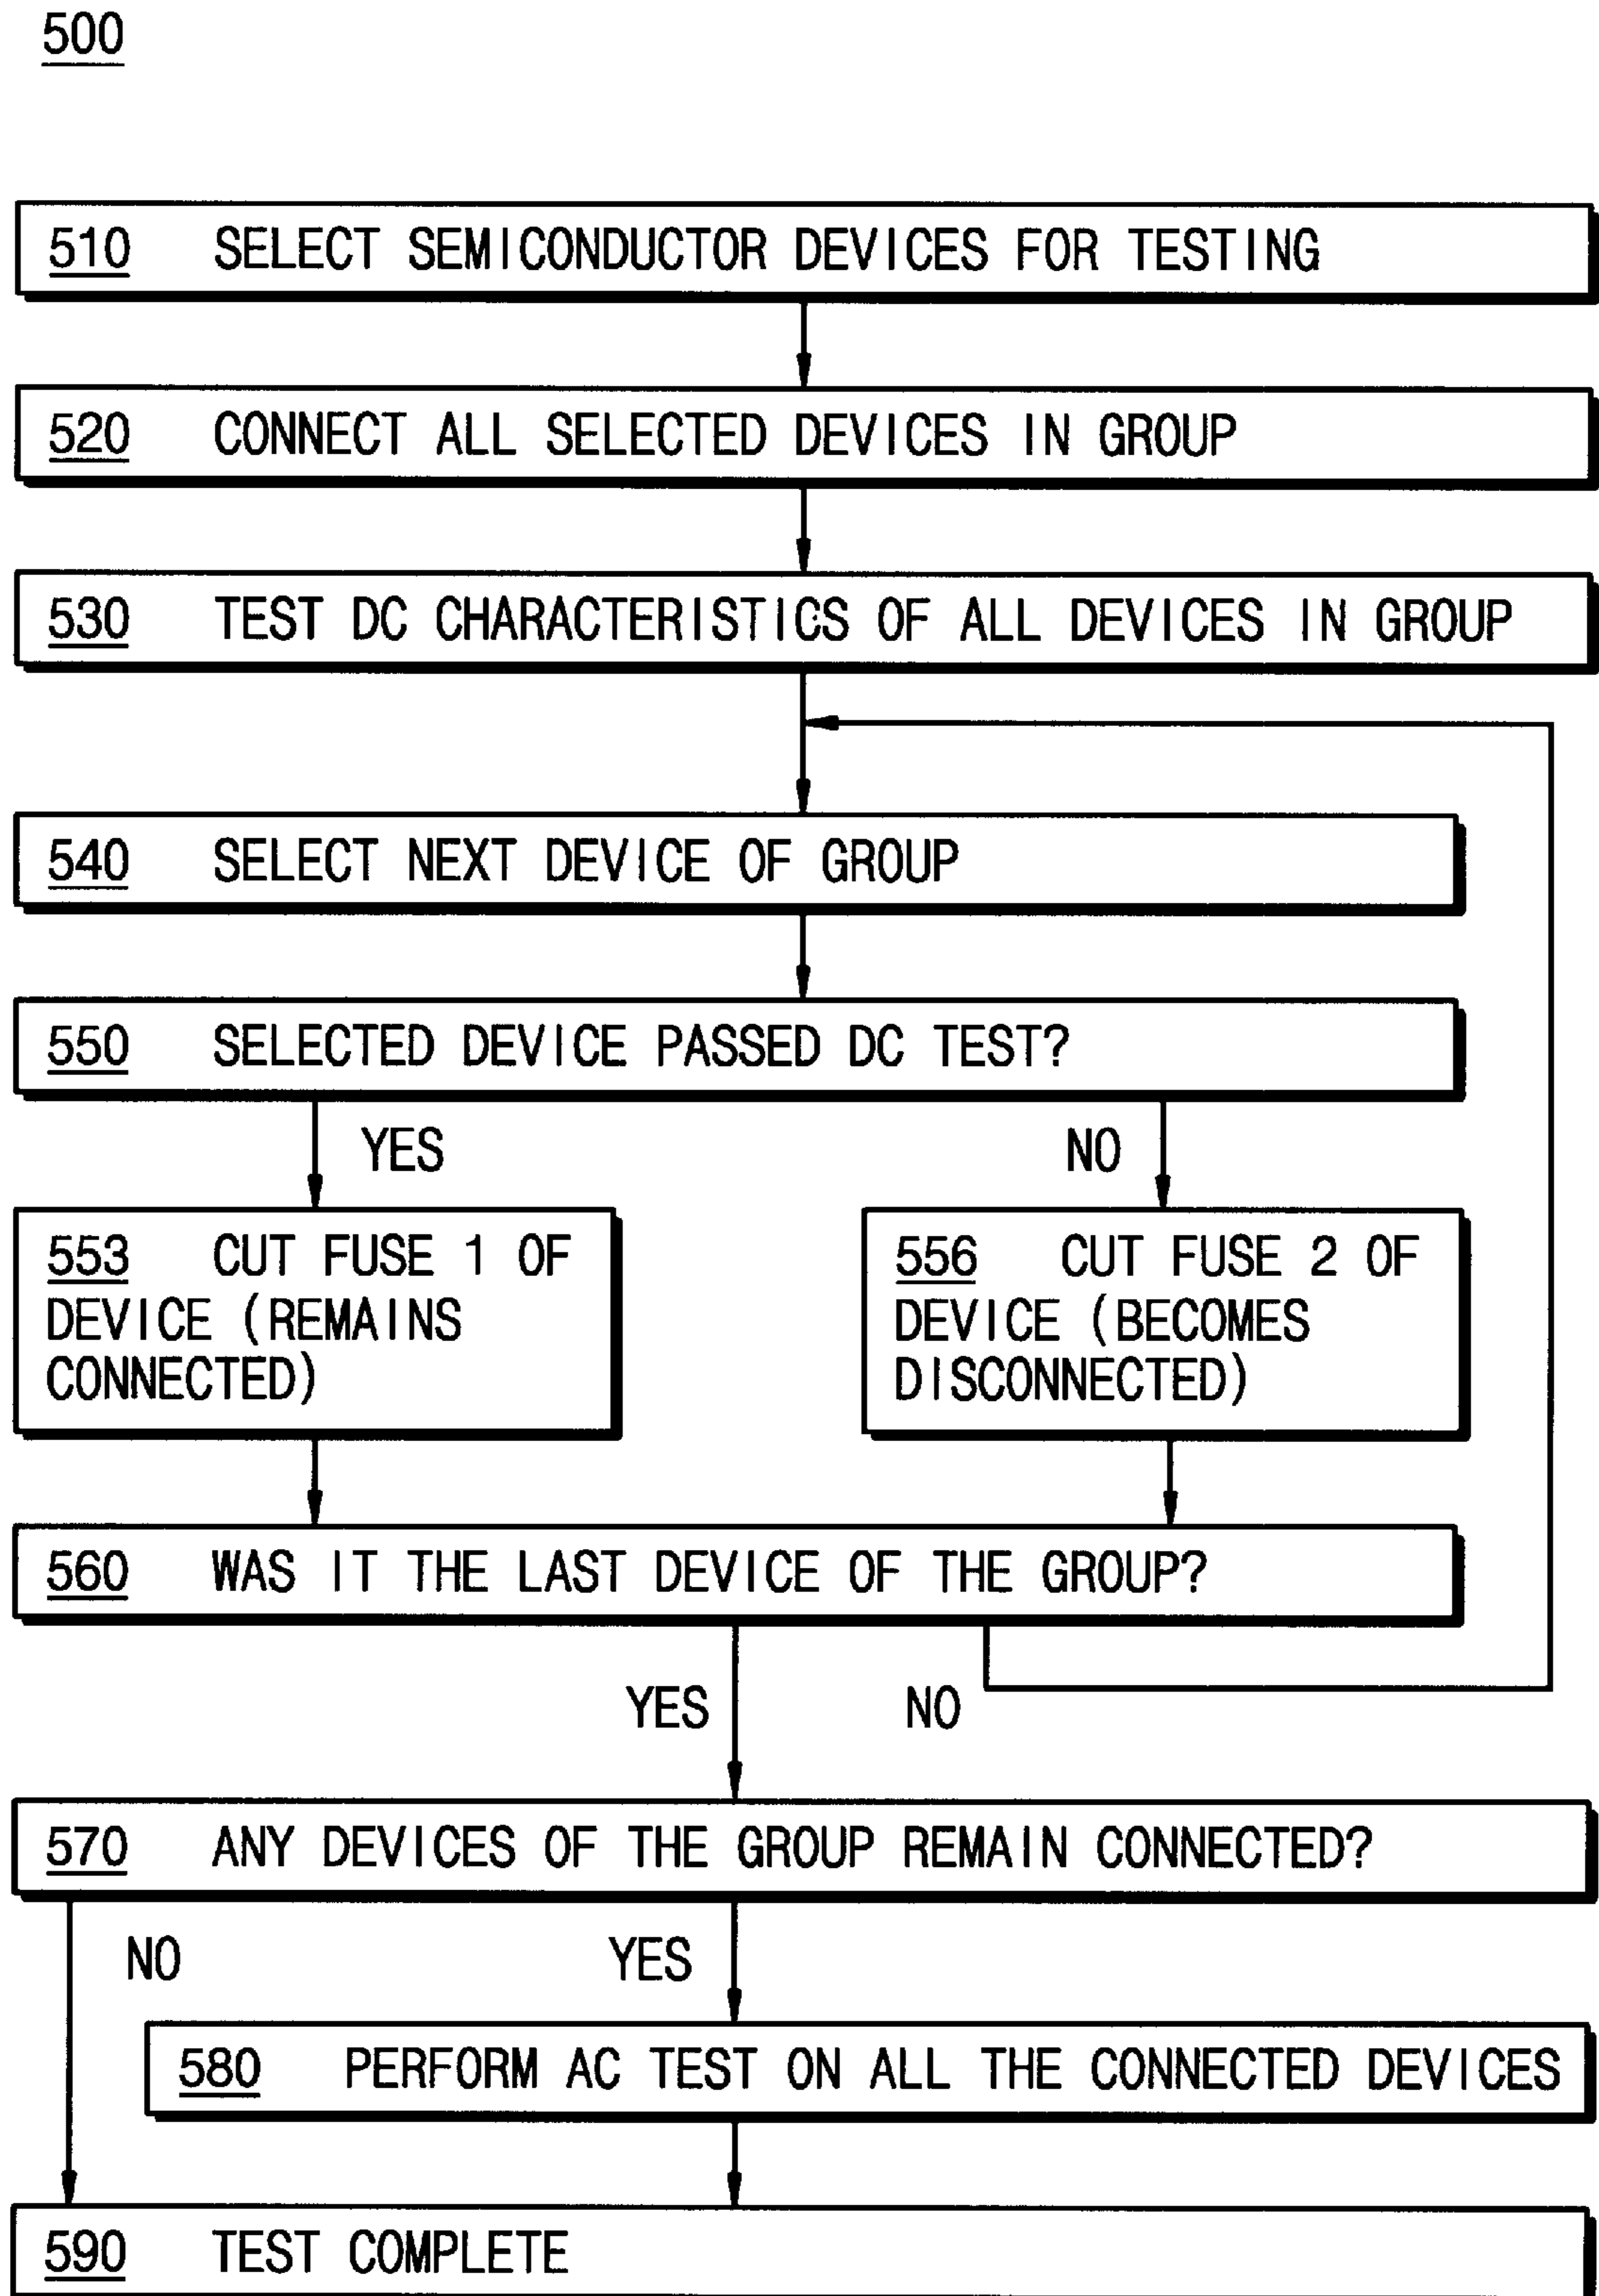 500
510 SELECT SEMICONDUCTOR DEVICES FOR TESTING
520 CONNECT ALL SELECTED DEVICES IN GROUP
530 TEST DC CHARACTERISTICS OF ALL DEVICES IN GROUP
540 SELECT NEXT DEVICE OF GROUP
550 SELECTED DEVICE PASSED DC TEST?
YES
NO
553 CUT FUSE 1 OF
DEVICE (REMAINS
CONNECTED)
556 CUT FUSE 2 OF
DEVICE (BECOMES
DISCONNECTED)
560 WAS IT THE LAST DEVICE OF THE GROUP?
YES
NO
570 ANY DEVICES OF THE GROUP REMAIN CONNECTED?
NO
YES
580 PERFORM AC TEST ON ALL THE CONNECTED DEVICES
590 TEST COMPLETE